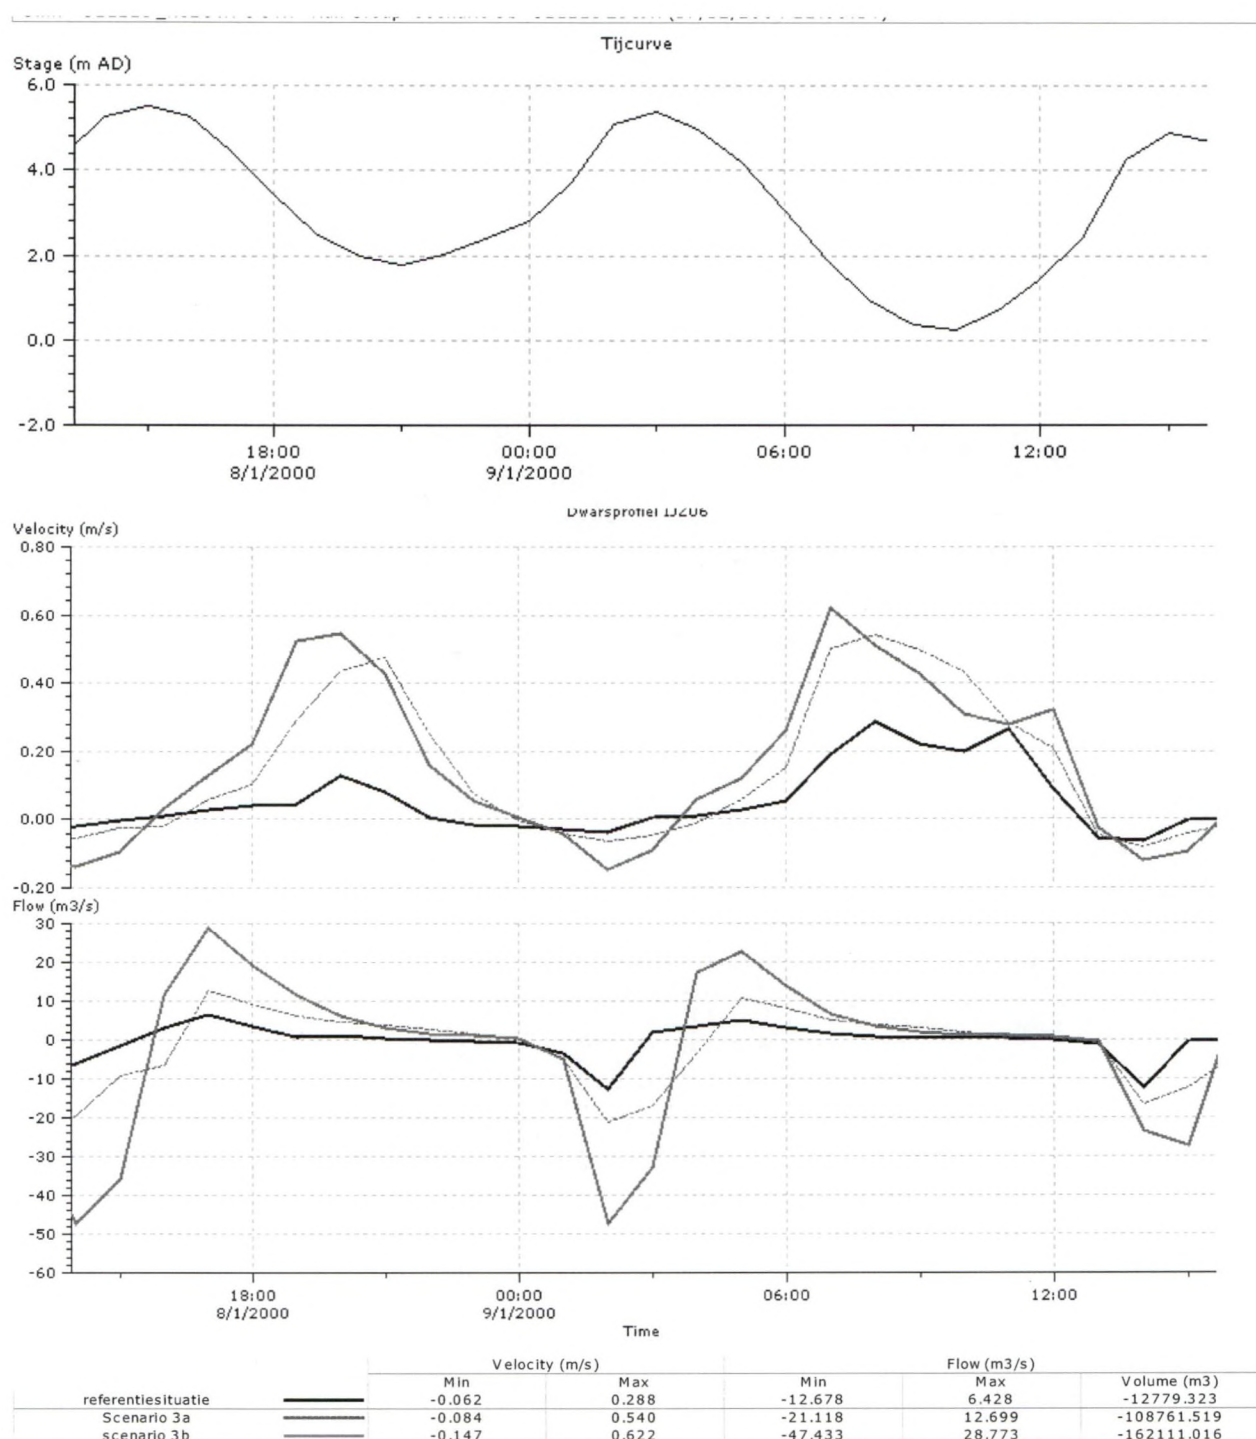 Tijcurve
Stage (m AD)
6.0
4.0
2.0
0.0
-2.0
18:00 00:00 06:00 12:00
8/1/2000 9/1/2000
Dwarsprofiel IJZ06
Velocity (m/s)
0.80
0.60
0.40
0.20
0.00
-0.20
Flow (m3/s)
30
20
10
0
-10
-20
-30
-40
-50
-60
18:00 00:00 06:00 12:00
8/1/2000 9/1/2000
Time
Velocity (m/s) Flow (m3/s)
Min Max Min Max Volume (m3)
referentiesituatie -0.062 0.288 -12.678 6.428 -12779.323
Scenario 3a -0.084 0.540 -21.118 12.699 -108761.519
scenario 3b -0.147 0.622 -47.433 28.773 -162111.016